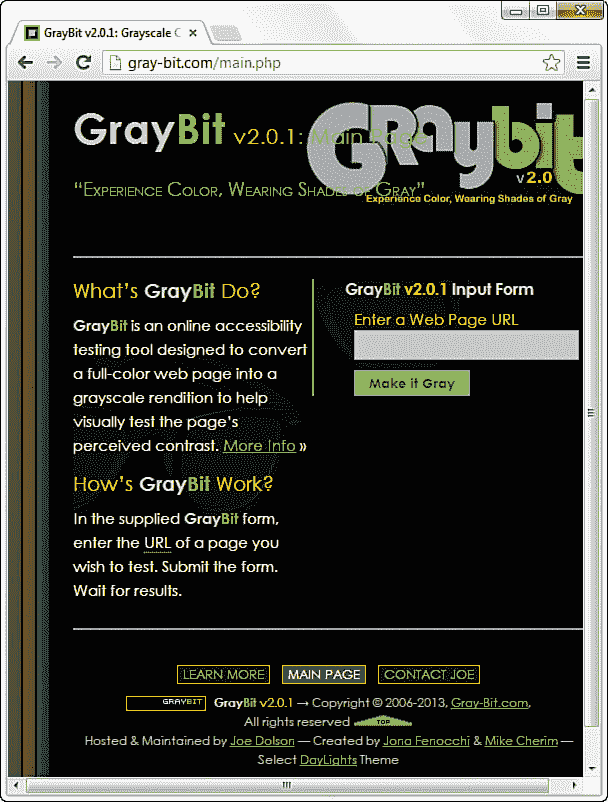 GrayBit v2.0.1: Grayscale C
gray-bit.com/main.php
GrayBit v2.0.1: Main Page
Graybit
v2.0
Experience Color, Wearing Shades of Gray
“Experience Color, Wearing Shades of Gray”
What’s GrayBit Do?
GrayBit is an online accessibility
testing tool designed to convert
a full-color web page into a
grayscale rendition to help
visually test the page’s
perceived contrast. More Info »
How’s GrayBit Work?
In the supplied GrayBit form,
enter the URL of a page you
wish to test. Submit the form.
Wait for results.
GrayBit v2.0.1 Input Form
Enter a Web Page URL
Make it Gray
LEARN MORE MAIN PAGE CONTACT JOE
GRAYBIT GrayBit v2.0.1 → Copyright © 2006-2013, Gray-Bit.com,
All rights reserved TOP
Hosted & Maintained by Joe Dolson — Created by Jona Fenocchi & Mike Cherim —
Select DayLights Theme